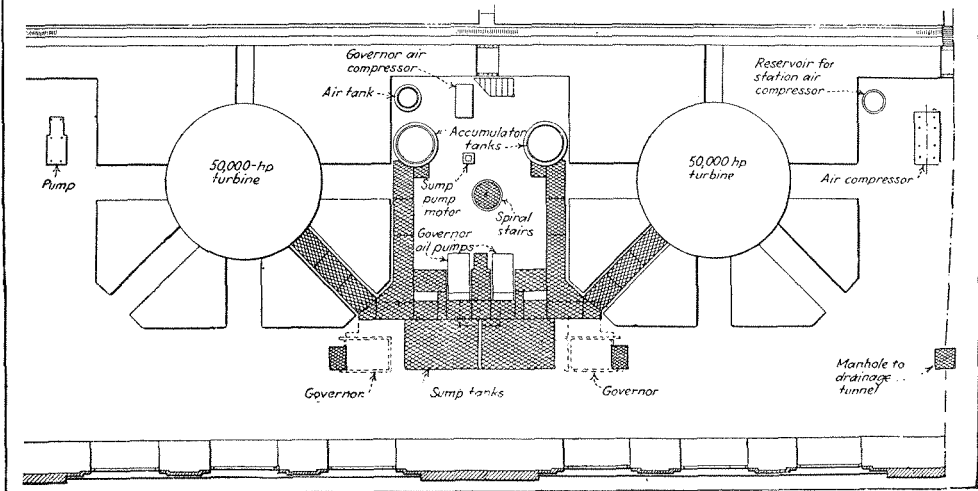 Governor air
compressor
Air tank
Reservoir for
station air
compressor
Accumulator
tanks
50,000-hp
turbine
50,000 hp
turbine
Pump
Sump
pump
motor
Spiral
stairs
Air compressor
Governor
oil pumps
Governor
Sump tanks
Governor
Manhole to
drainage
tunnel